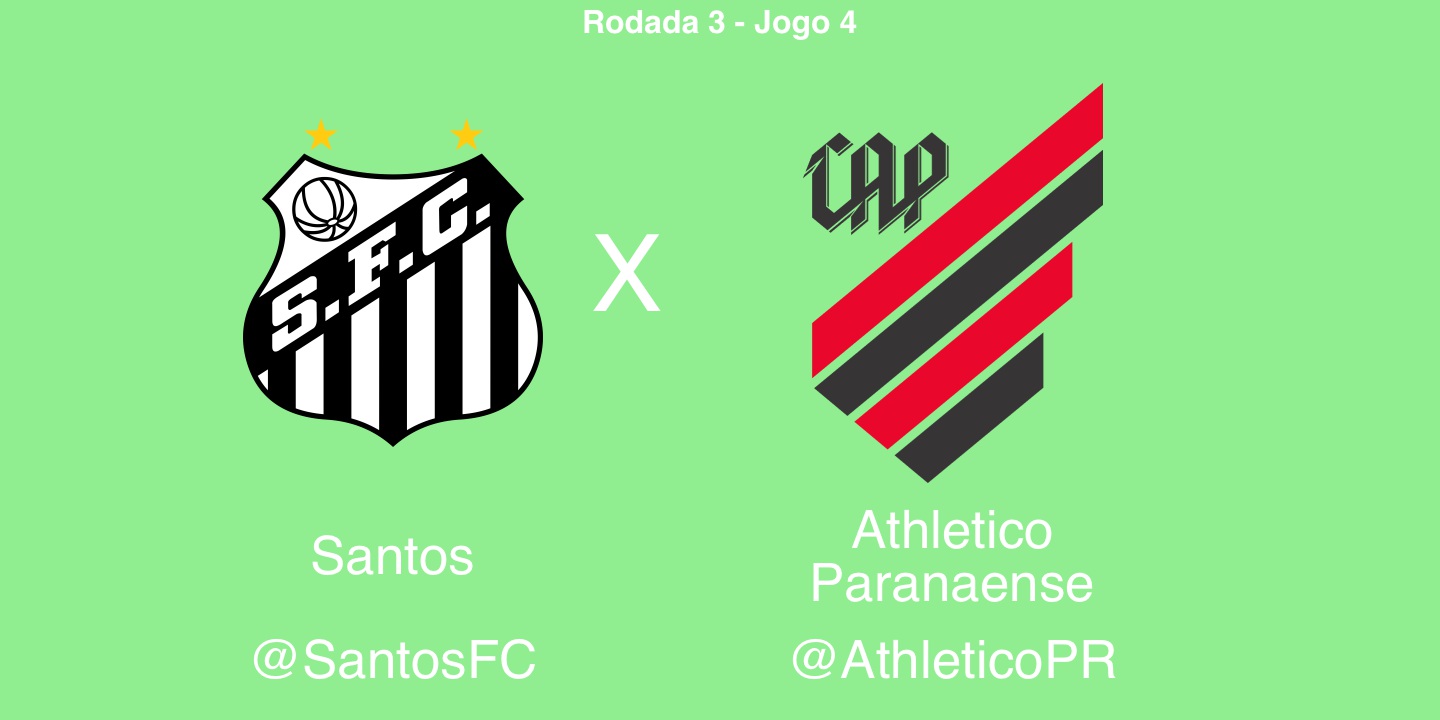 Rodada 3 - Jogo 4
S.F.C.
X
CAP
Santos
Athletico
Paranaense
@SantosFC
@AthleticoPR